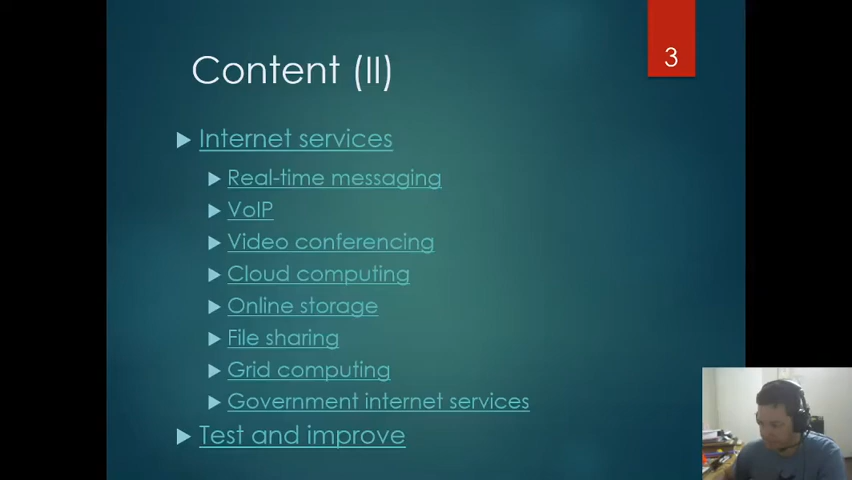 3
Content (II)
Internet services
Real-time messaging
VoIP
Video conferencing
Cloud computing
Online storage
File sharing
Grid computing
Government internet services
Test and improve